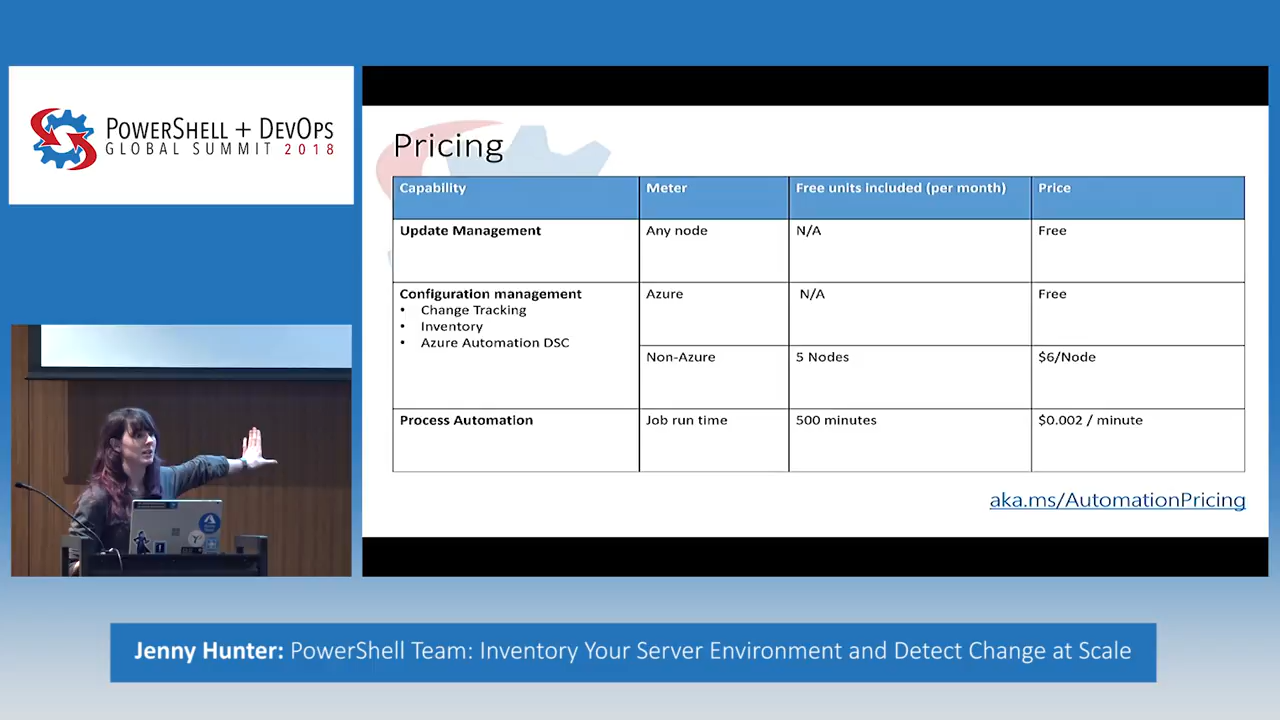 POWERSHELL + DEVOPS
GLOBAL SUMMIT 2018
Pricing
Capability
Meter
Free units included (per month)
Price
Update Management
Any node
N/A
Free
Configuration management
• Change Tracking
• Inventory
• Azure Automation DSC
Azure
N/A
Free
Non-Azure
5 Nodes
$6/Node
Process Automation
Job run time
500 minutes
$0.002 / minute
aka.ms/AutomationPricing
Jenny Hunter: PowerShell Team: Inventory Your Server Environment and Detect Change at Scale